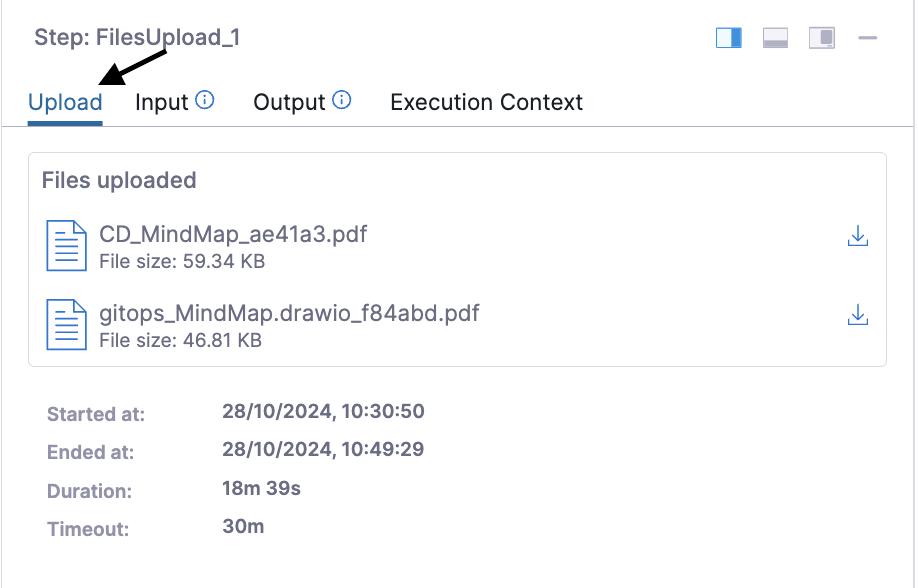 Step: FilesUpload_1
Upload Input Output Execution Context
Files uploaded
CD_MindMap_ae41a3.pdf
File size: 59.34 KB
gitops_MindMap.drawio_f84abd.pdf
File size: 46.81 KB
Started at: 28/10/2024, 10:30:50
Ended at: 28/10/2024, 10:49:29
Duration: 18m 39s
Timeout: 30m